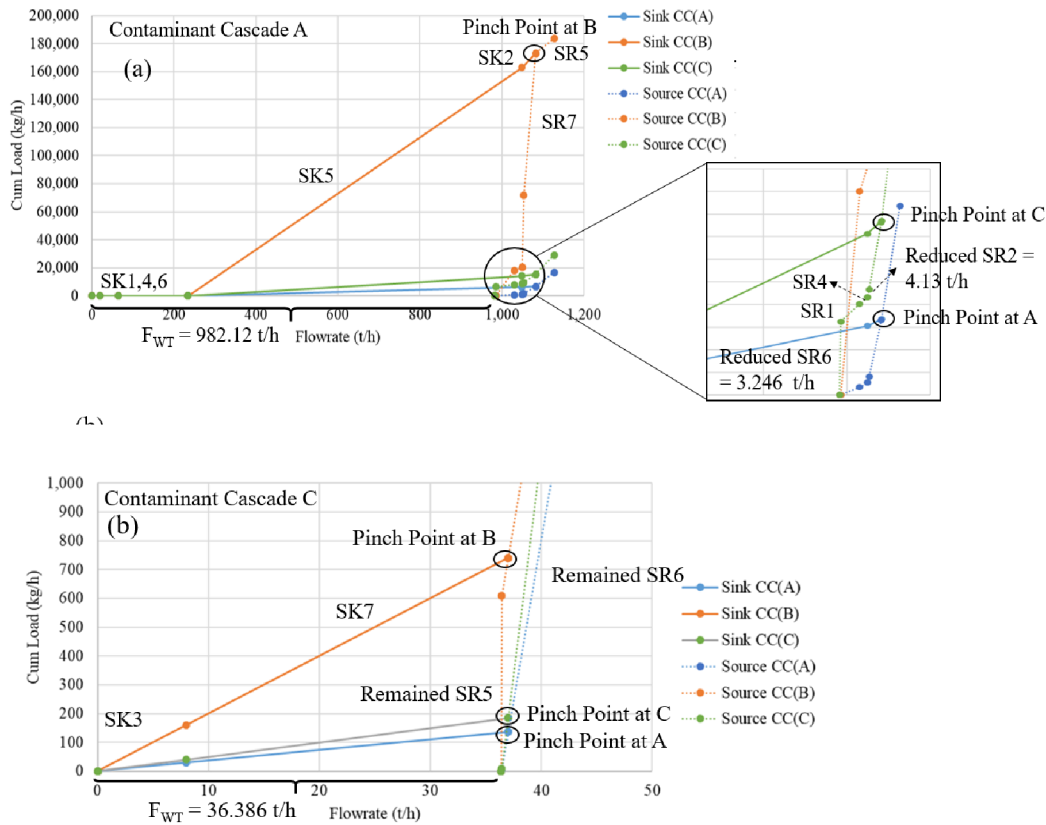 Contaminant Cascade A
(a)
Pinch Point at B
SK2
SR5
SR7
SK5
SK1,4,6
Cum Load (kg/h)
200,000
180,000
160,000
140,000
120,000
100,000
80,000
60,000
40,000
20,000
0
0
200
400
600
800
1,000
1,200
F_WT = 982.12 t/h
Flowrate (t/h)
Sink CC(A)
Sink CC(B)
Sink CC(C)
Source CC(A)
Source CC(B)
Source CC(C)
Pinch Point at C
Reduced SR2 =
4.13 t/h
SR4
SR1
Pinch Point at A
Reduced SR6
= 3.246 t/h
Contaminant Cascade C
(b)
Pinch Point at B
Remained SR6
SK7
Remained SR5
Pinch Point at C
Pinch Point at A
SK3
Cum Load (kg/h)
1,000
900
800
700
600
500
400
300
200
100
0
0
10
20
30
40
50
F_WT = 36.386 t/h
Flowrate (t/h)
Sink CC(A)
Sink CC(B)
Sink CC(C)
Source CC(A)
Source CC(B)
Source CC(C)